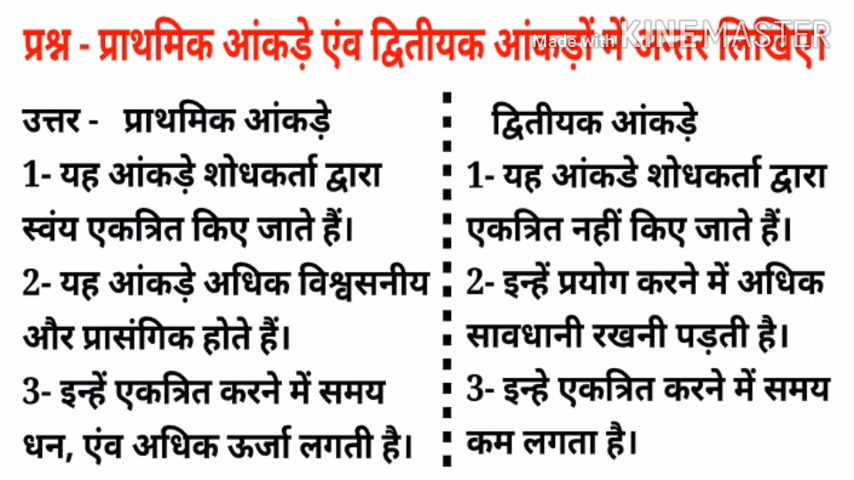 प्रश्न - प्राथमिक आंकड़े एंव द्वितीयक आंकड़ों में अन्तर लिखिए।
Made with KINEMASTER
उत्तर - प्राथमिक आंकड़े
1- यह आंकड़े शोधकर्ता द्वारा
स्वंय एकत्रित किए जाते हैं।
2- यह आंकड़े अधिक विश्वसनीय
और प्रासंगिक होते हैं।
3- इन्हें एकत्रित करने में समय
धन, एंव अधिक ऊर्जा लगती है।
द्वितीयक आंकड़े
1- यह आंकडे शोधकर्ता द्वारा
एकत्रित नहीं किए जाते हैं।
2- इन्हें प्रयोग करने में अधिक
सावधानी रखनी पड़ती है।
3- इन्हे एकत्रित करने में समय
कम लगता है।